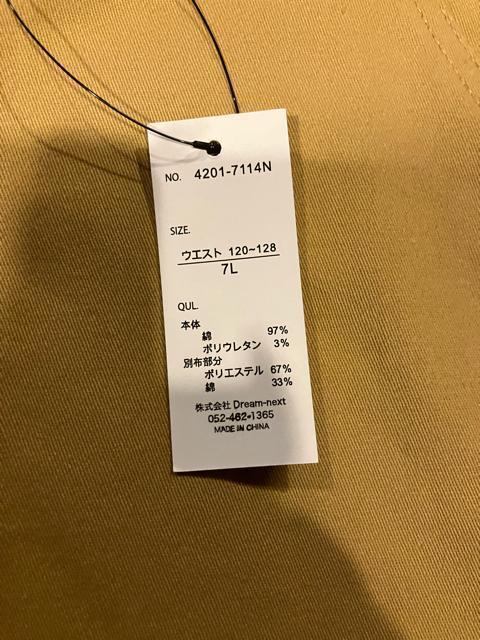 NO. 4201-7114N
SIZE.
ウエスト 120~128
7L
QUL.
本体
綿 97%
ポリウレタン 3%
別布部分
ポリエステル 67%
綿 33%
株式会社 Dream-next
052-462-1365
MADE IN CHINA